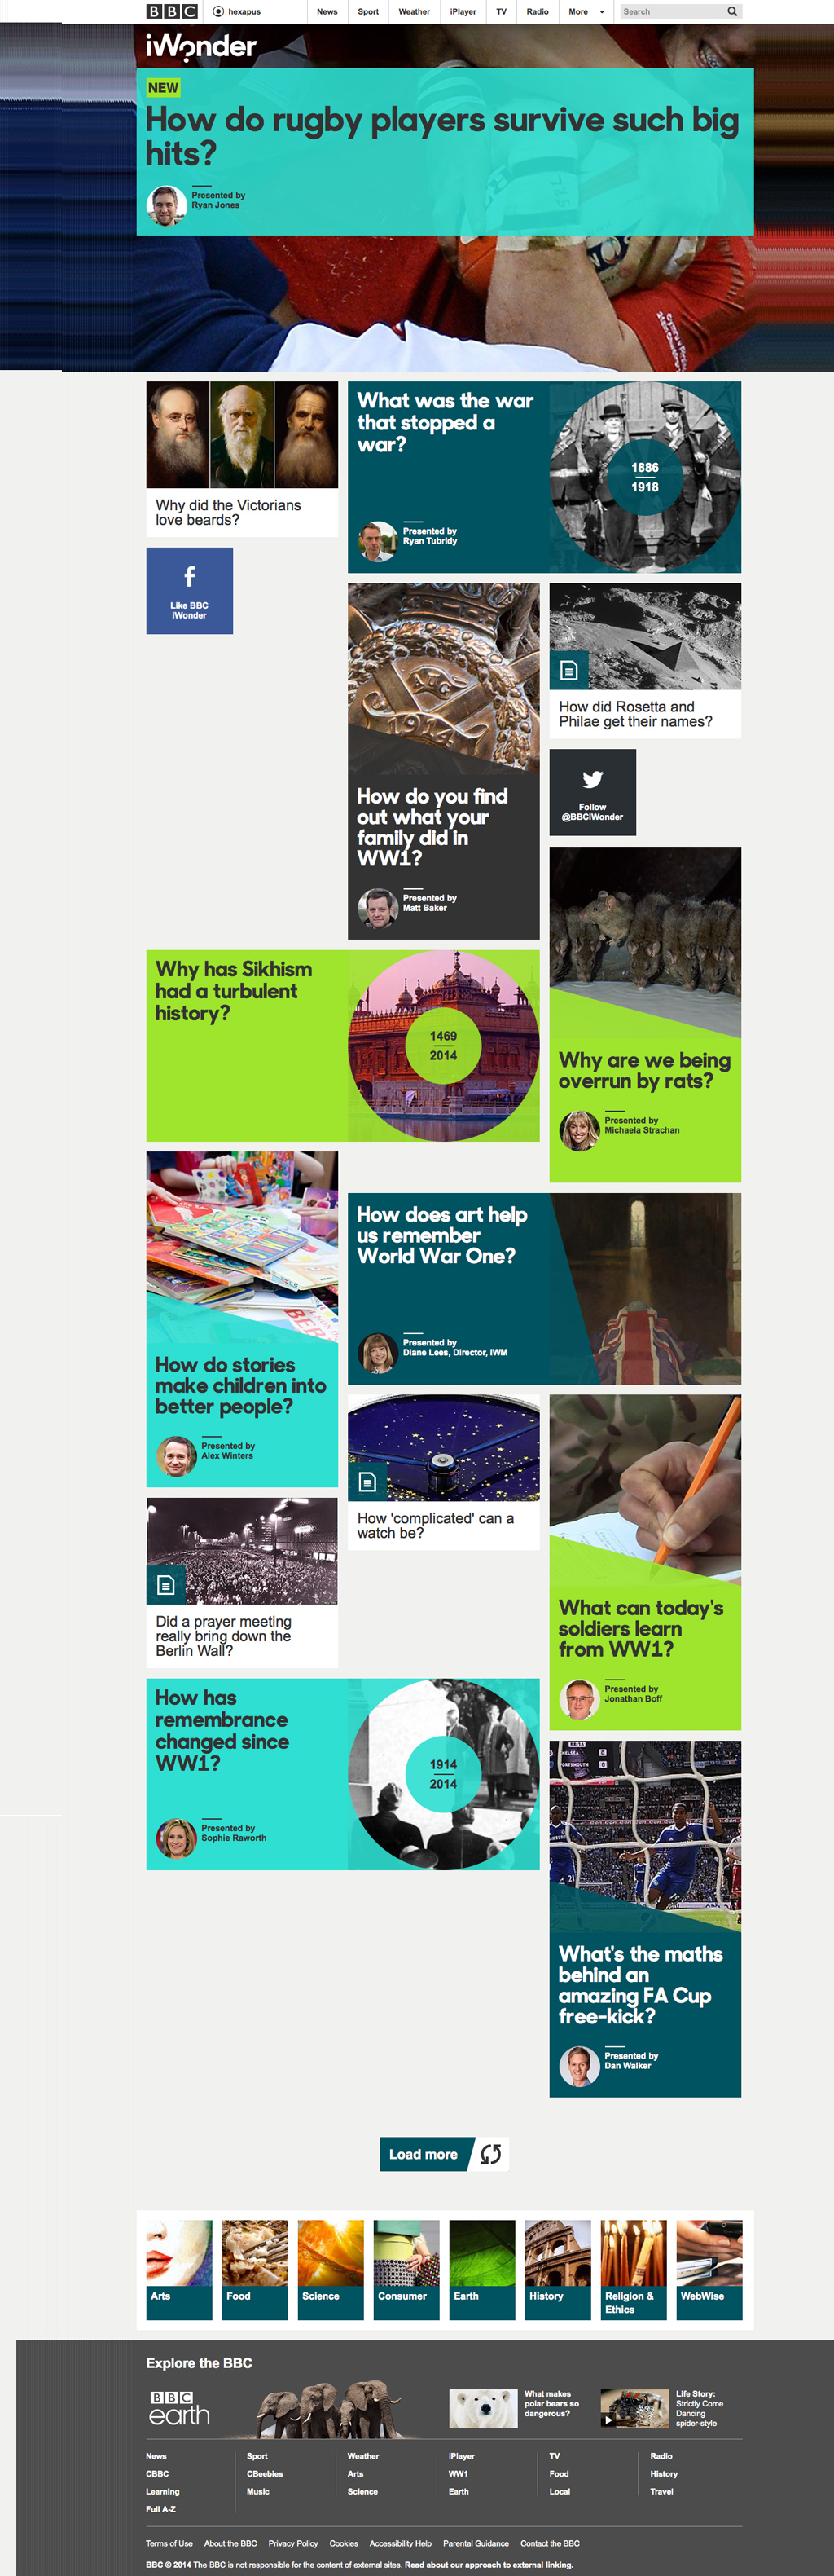 BBC
hexapus
News
Sport
Weather
iPlayer
TV
Radio
More
Search
iWonder
NEW
How do rugby players survive such big
hits?
Presented by
Ryan Jones
Why did the Victorians
love beards?
What was the war
that stopped a
war?
1886
1918
Presented by
Ryan Tubridy
Like BBC
iWonder
1914
How do you find
out what your
family did in
WW1?
Presented by
Matt Baker
How did Rosetta and
Philae get their names?
Follow
@BBCiWonder
Why has Sikhism
had a turbulent
history?
1469
2014
Why are we being
overrun by rats?
Presented by
Michaela Strachan
How do stories
make children into
better people?
Presented by
Alex Winters
How does art help
us remember
World War One?
Presented by
Diane Lees, Director, IWM
How 'complicated' can a
watch be?
Did a prayer meeting
really bring down the
Berlin Wall?
What can today's
soldiers learn
from WW1?
Presented by
Jonathan Boff
How has
remembrance
changed since
WW1?
1914
2014
Presented by
Sophie Raworth
What's the maths
behind an
amazing FA Cup
free-kick?
Presented by
Dan Walker
Load more
Arts
Food
Science
Consumer
Earth
History
Religion &
Ethics
WebWise
Explore the BBC
BBC
earth
What makes
polar bears so
dangerous?
Life Story:
Strictly Come
Dancing
spider-style
News
Sport
Weather
iPlayer
TV
Radio
CBBC
CBeebies
Arts
WW1
Food
History
Learning
Music
Science
Earth
Local
Travel
Full A-Z
Terms of Use
About the BBC
Privacy Policy
Cookies
Accessibility Help
Parental Guidance
Contact the BBC
BBC © 2014 The BBC is not responsible for the content of external sites. Read about our approach to external linking.